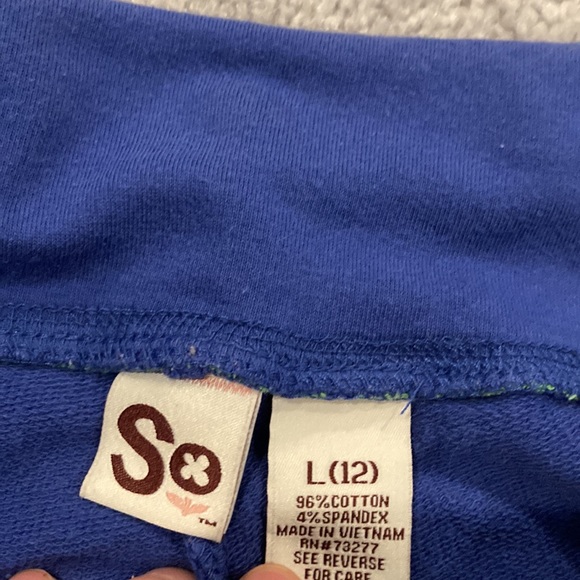 So
™
L(12)
96%COTTON
4%SPANDEX
MADE IN VIETNAM
RN#73277
SEE REVERSE
FOR CARE